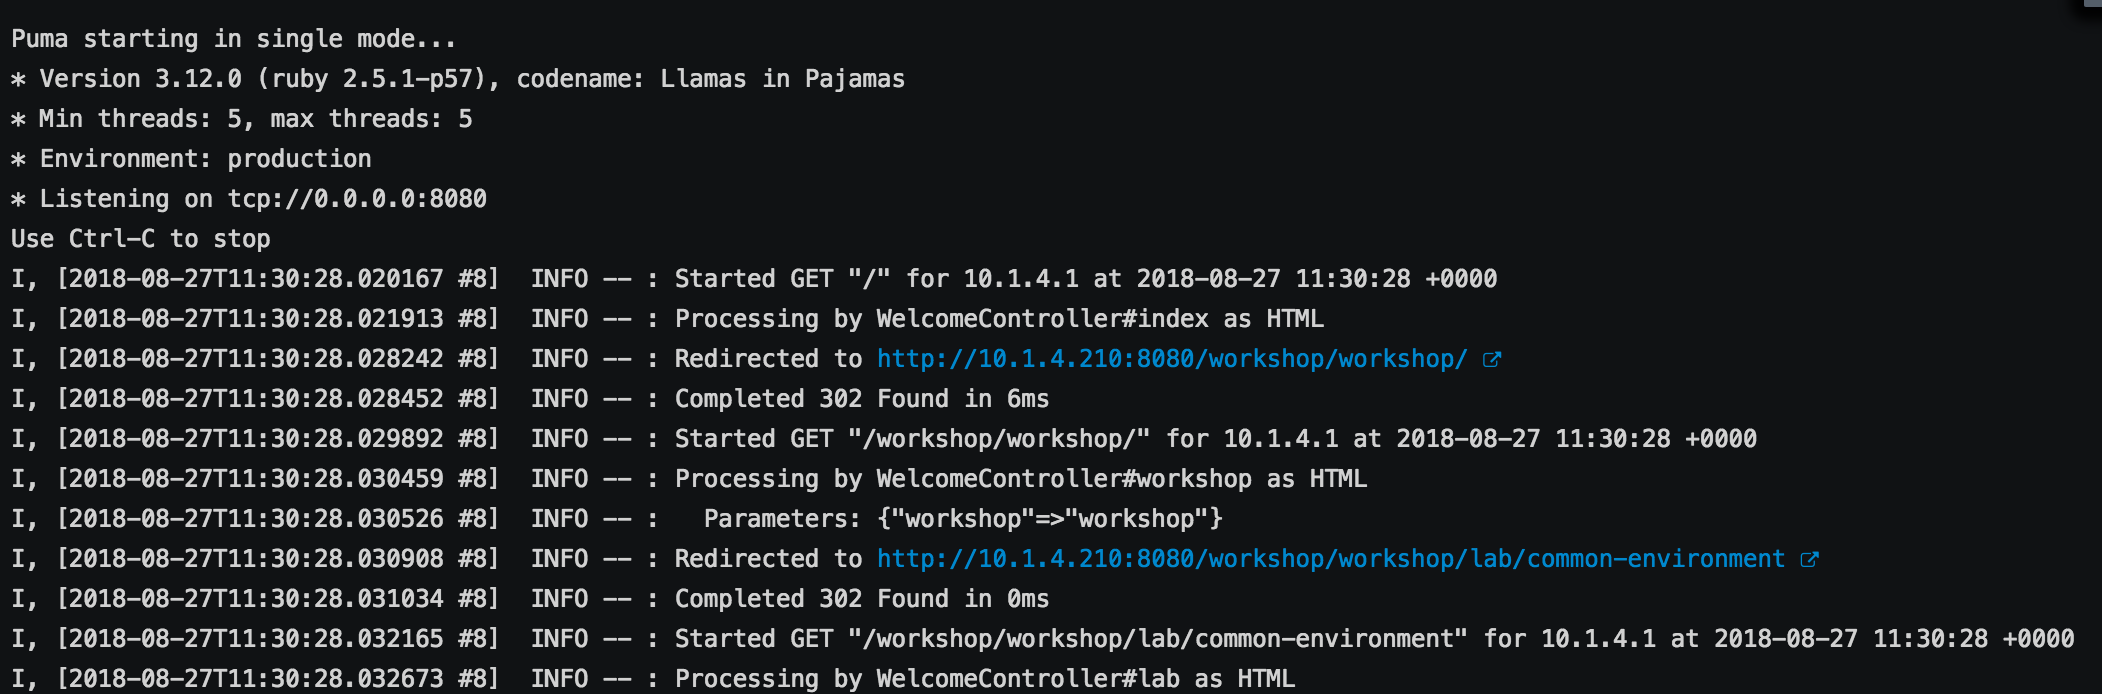 Puma starting in single mode...
* Version 3.12.0 (ruby 2.5.1-p57), codename: Llamas in Pajamas
* Min threads: 5, max threads: 5
* Environment: production
* Listening on tcp://0.0.0.0:8080
Use Ctrl-C to stop
I, [2018-08-27T11:30:28.020167 #8]  INFO -- : Started GET "/" for 10.1.4.1 at 2018-08-27 11:30:28 +0000
I, [2018-08-27T11:30:28.021913 #8]  INFO -- : Processing by WelcomeController#index as HTML
I, [2018-08-27T11:30:28.028242 #8]  INFO -- : Redirected to http://10.1.4.210:8080/workshop/workshop/
I, [2018-08-27T11:30:28.028452 #8]  INFO -- : Completed 302 Found in 6ms
I, [2018-08-27T11:30:28.029892 #8]  INFO -- : Started GET "/workshop/workshop/" for 10.1.4.1 at 2018-08-27 11:30:28 +0000
I, [2018-08-27T11:30:28.030459 #8]  INFO -- : Processing by WelcomeController#workshop as HTML
I, [2018-08-27T11:30:28.030526 #8]  INFO -- :   Parameters: {"workshop"=>"workshop"}
I, [2018-08-27T11:30:28.030908 #8]  INFO -- : Redirected to http://10.1.4.210:8080/workshop/workshop/lab/common-environment
I, [2018-08-27T11:30:28.031034 #8]  INFO -- : Completed 302 Found in 0ms
I, [2018-08-27T11:30:28.032165 #8]  INFO -- : Started GET "/workshop/workshop/lab/common-environment" for 10.1.4.1 at 2018-08-27 11:30:28 +0000
I, [2018-08-27T11:30:28.032673 #8]  INFO -- : Processing by WelcomeController#lab as HTML